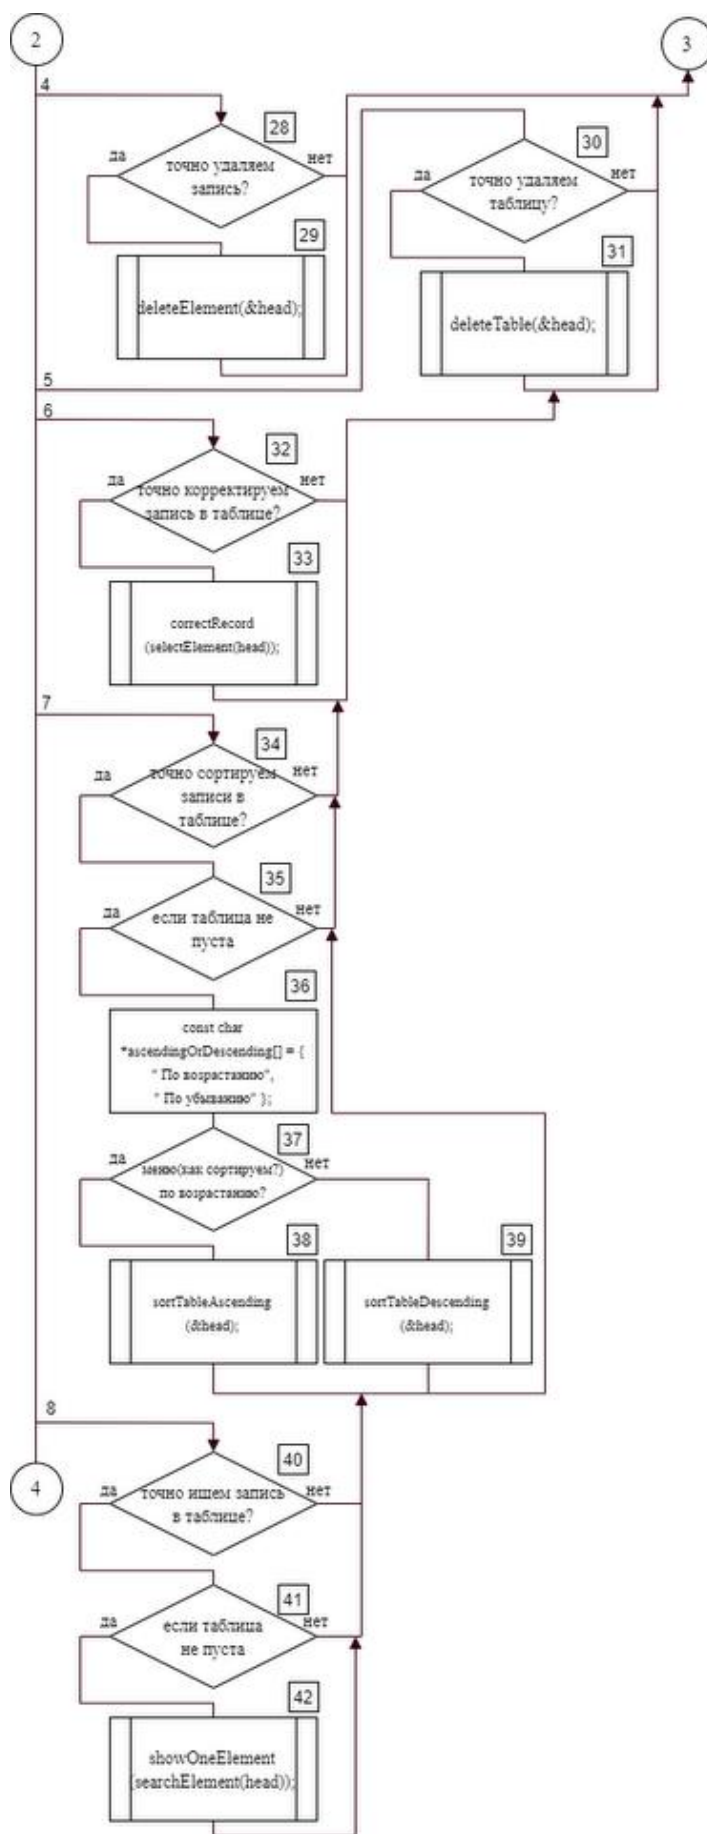 2
3
4
28
да
точно удаляем
запись?
нет
29
deleteElement(&head);
30
да
точно удаляем
таблицу?
нет
31
deleteTable(&head);
5
6
32
да
точно корректируем
запись в таблице?
нет
33
correctRecord
(selectElement(head));
7
34
да
точно сортируем
записи в
таблице?
нет
35
да
если таблица не
пуста
нет
36
const char
*ascendingOrDescending[] = {
" По возрастанию",
" По убыванию" };
37
да
меню(как сортируем?)
по возрастанию?
нет
38
sortTableAscending
(&head);
39
sortTableDescending
(&head);
8
40
да
точно ищем запись
в таблице?
нет
4
41
да
если таблица
не пуста
нет
42
showOneElement
(searchElement(head));